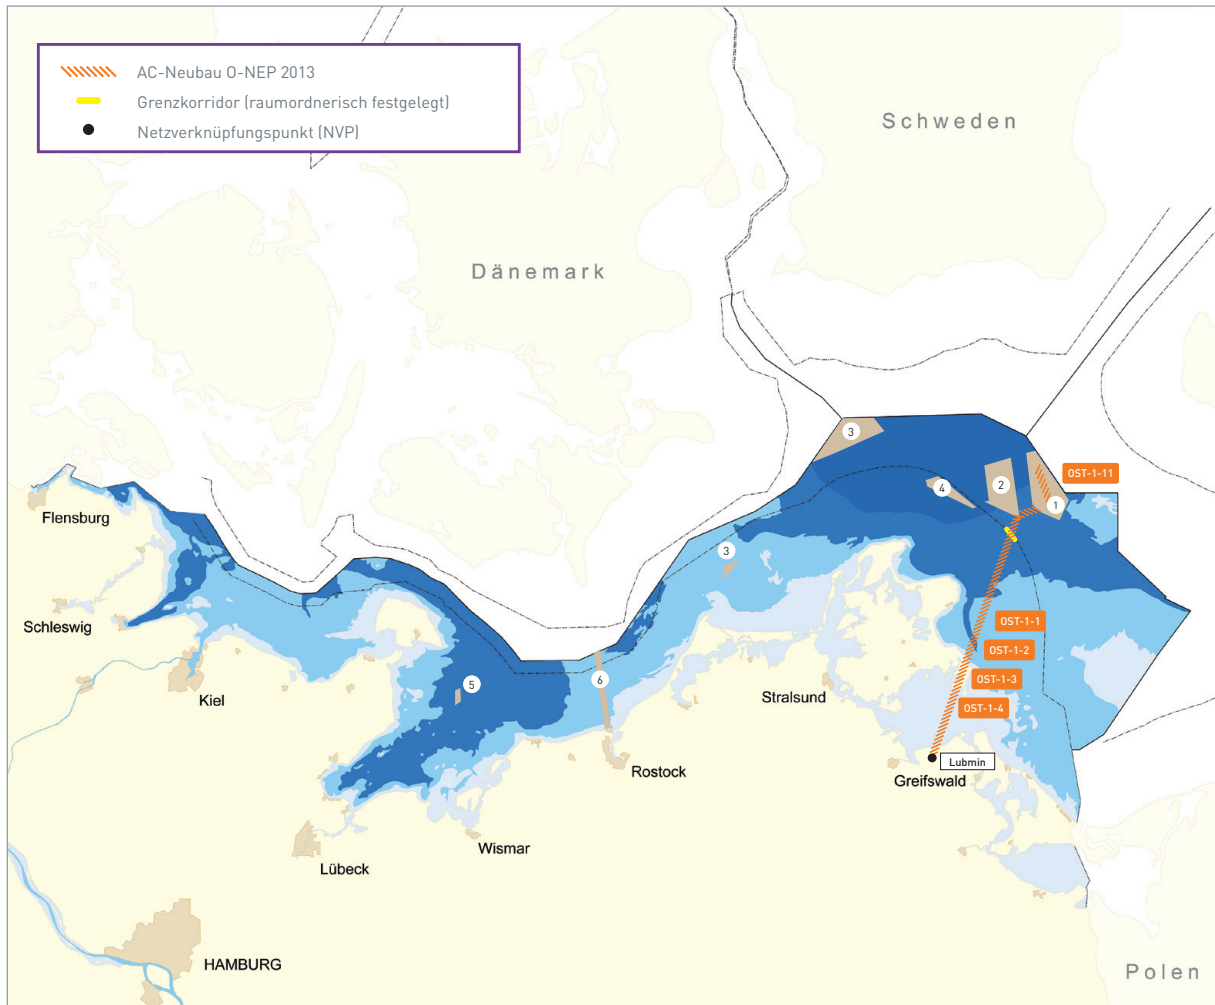 AC-Neubau O-NEP 2013
Grenzkorridor (raumordnerisch festgelegt)
Netzverknüpfungspunkt (NVP)
Schweden
Dänemark
3
OST-1-11
2
4
1
Flensburg
3
OST-1-1
Schleswig
OST-1-2
6
OST-1-3
5
Kiel
Stralsund
OST-1-4
Lubmin
Rostock
Greifswald
Wismar
Lübeck
HAMBURG
Polen